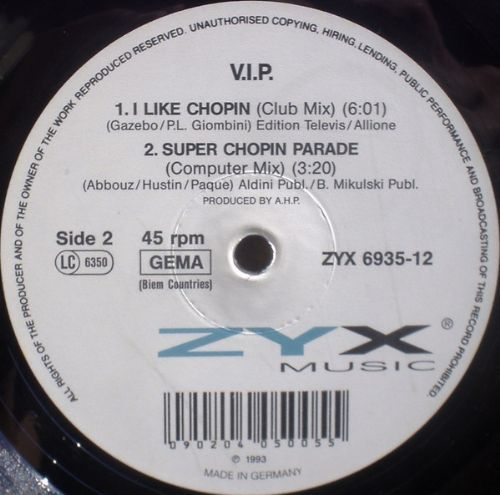 ALL RIGHTS OF THE PRODUCER AND OF THE OWNER OF THE WORK REPRODUCED RESERVED. UNAUTHORISED COPYING, HIRING, LENDING, PUBLIC PERFORMANCE AND BROADCASTING OF THIS RECORD PROHIBITED
V.I.P.
1. I LIKE CHOPIN (Club Mix) (6:01)
(Gazebo/P.L. Giombini) Edition Televis/Allione
2. SUPER CHOPIN PARADE
(Computer Mix) (3:20)
(Abbouz/Hustin/Paque) Aldini Publ./B. Mikulski Publ.
PRODUCED BY A.H.P.
Side 2 45 rpm
LC 6350 GEMA ZYX 6935-12
(Biem Countries)
ZYX ®
MUSIC
090204 050055
℗ 1993
MADE IN GERMANY